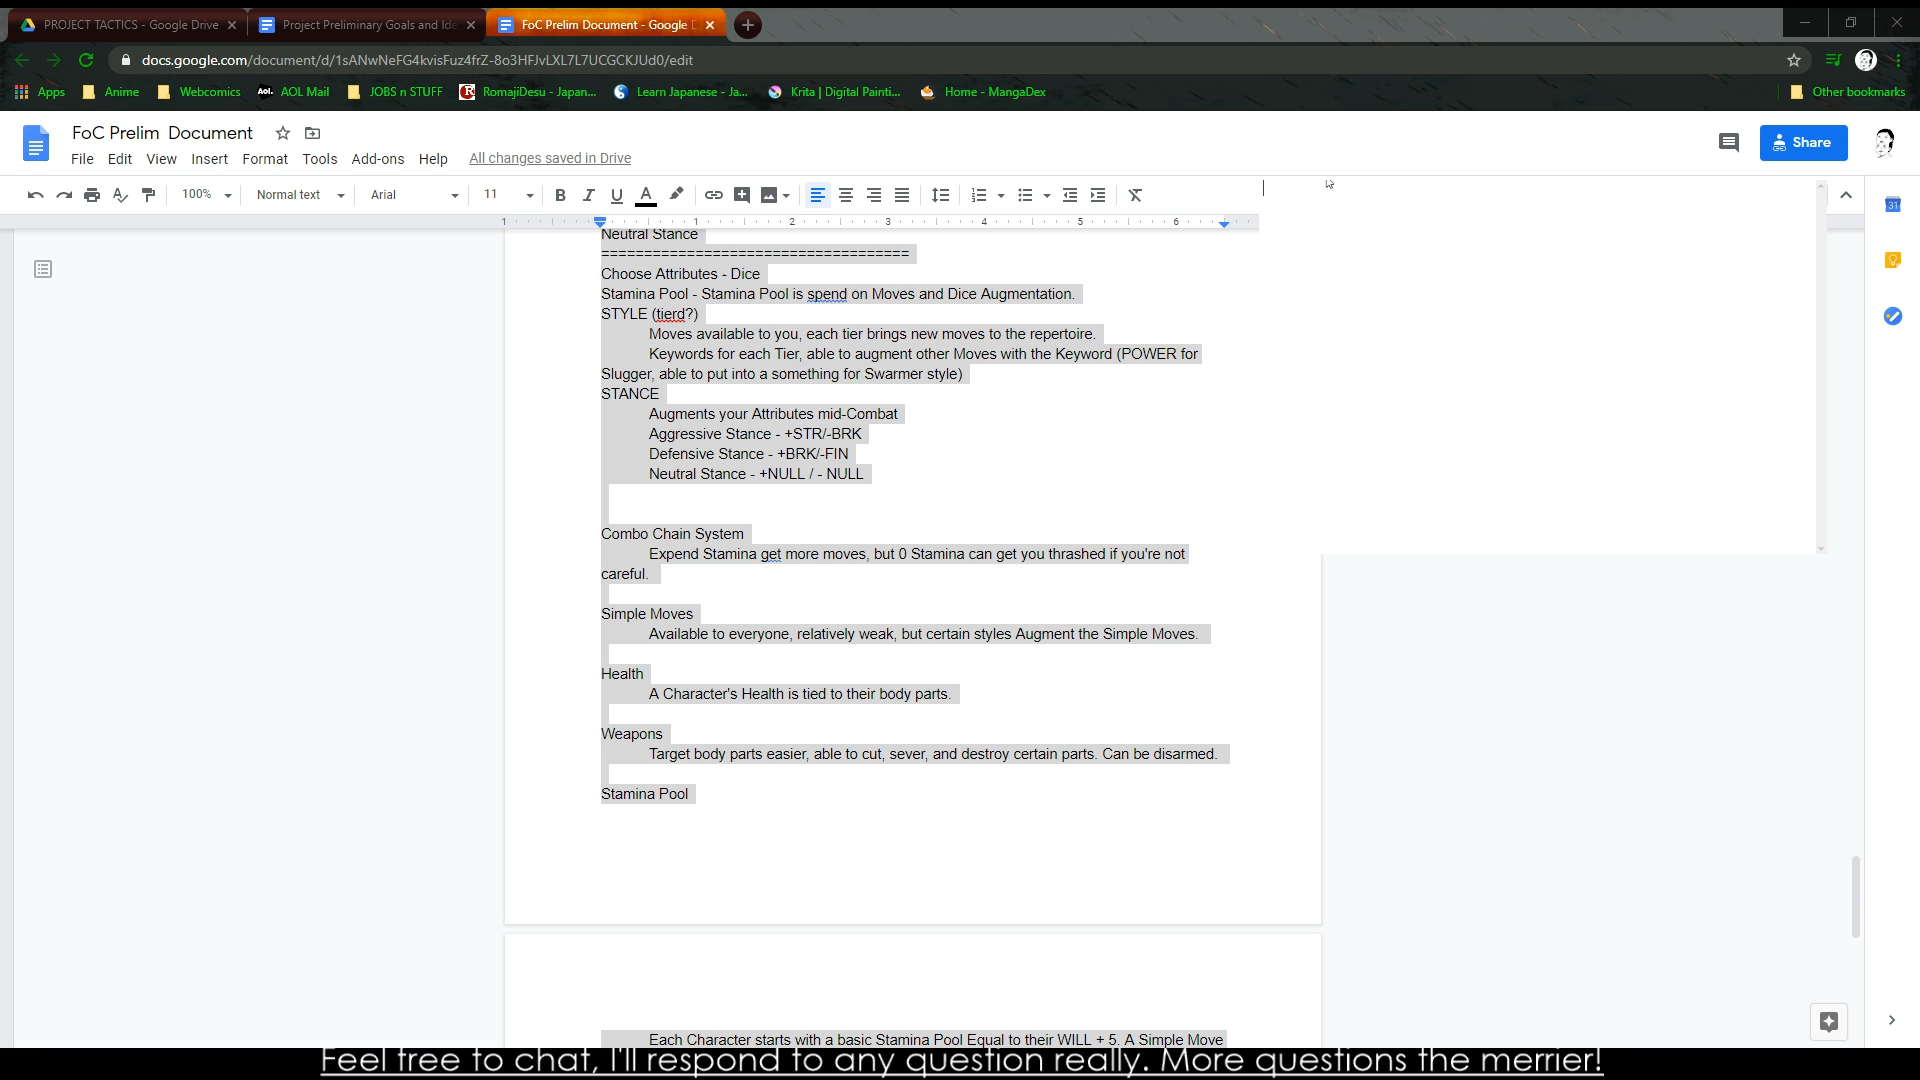 PROJECT TACTICS - Google Drive
Project Preliminary Goals and Ide
FoC Prelim Document - Google D
docs.google.com/document/d/1sANwNeFG4kvisFuz4frZ-8o3HFJvLXL7L7UCGCKJUd0/edit
Apps Anime Webcomics Aol. AOL Mail JOBS n STUFF RomajiDesu - Japan... Learn Japanese - Ja... Krita | Digital Painti... Home - MangaDex Other bookmarks
FoC Prelim Document
File Edit View Insert Format Tools Add-ons Help All changes saved in Drive
Share
100% Normal text Arial 11 B I U A
1 1 2 3 4 5 6
31
Neutral Stance
====================================
Choose Attributes - Dice
Stamina Pool - Stamina Pool is spend on Moves and Dice Augmentation.
STYLE (tierd?)
Moves available to you, each tier brings new moves to the repertoire.
Keywords for each Tier, able to augment other Moves with the Keyword (POWER for
Slugger, able to put into a something for Swarmer style)
STANCE
Augments your Attributes mid-Combat
Aggressive Stance - +STR/-BRK
Defensive Stance - +BRK/-FIN
Neutral Stance - +NULL / - NULL
Combo Chain System
Expend Stamina get more moves, but 0 Stamina can get you thrashed if you're not
careful.
Simple Moves
Available to everyone, relatively weak, but certain styles Augment the Simple Moves.
Health
A Character's Health is tied to their body parts.
Weapons
Target body parts easier, able to cut, sever, and destroy certain parts. Can be disarmed.
Stamina Pool
Each Character starts with a basic Stamina Pool Equal to their WILL + 5. A Simple Move
Feel free to chat, I'll respond to any question really. More questions the merrier!